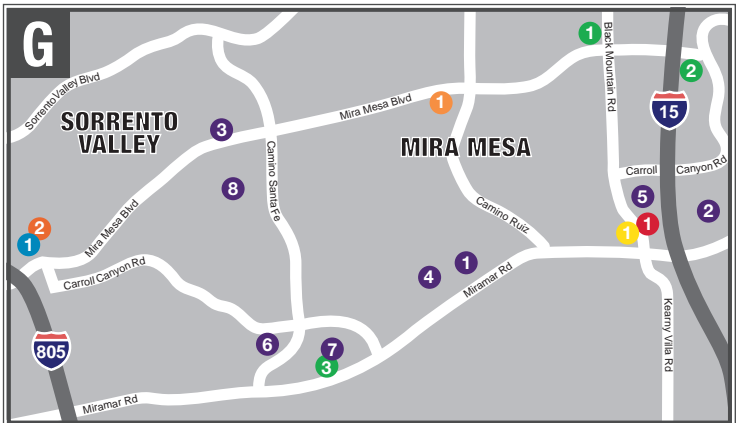 G
1
Black Mountain Rd
2
15
Sorrento Valley Blvd
SORRENTO
VALLEY
3
Mira Mesa Blvd
1
MIRA MESA
Camino Santa Fe
8
Carroll Canyon Rd
5
2
Camino Ruiz
1
1
2
1
Mira Mesa Blvd
Carroll Canyon Rd
4
1
Miramar Rd
Kearny Villa Rd
805
6
7
3
Miramar Rd